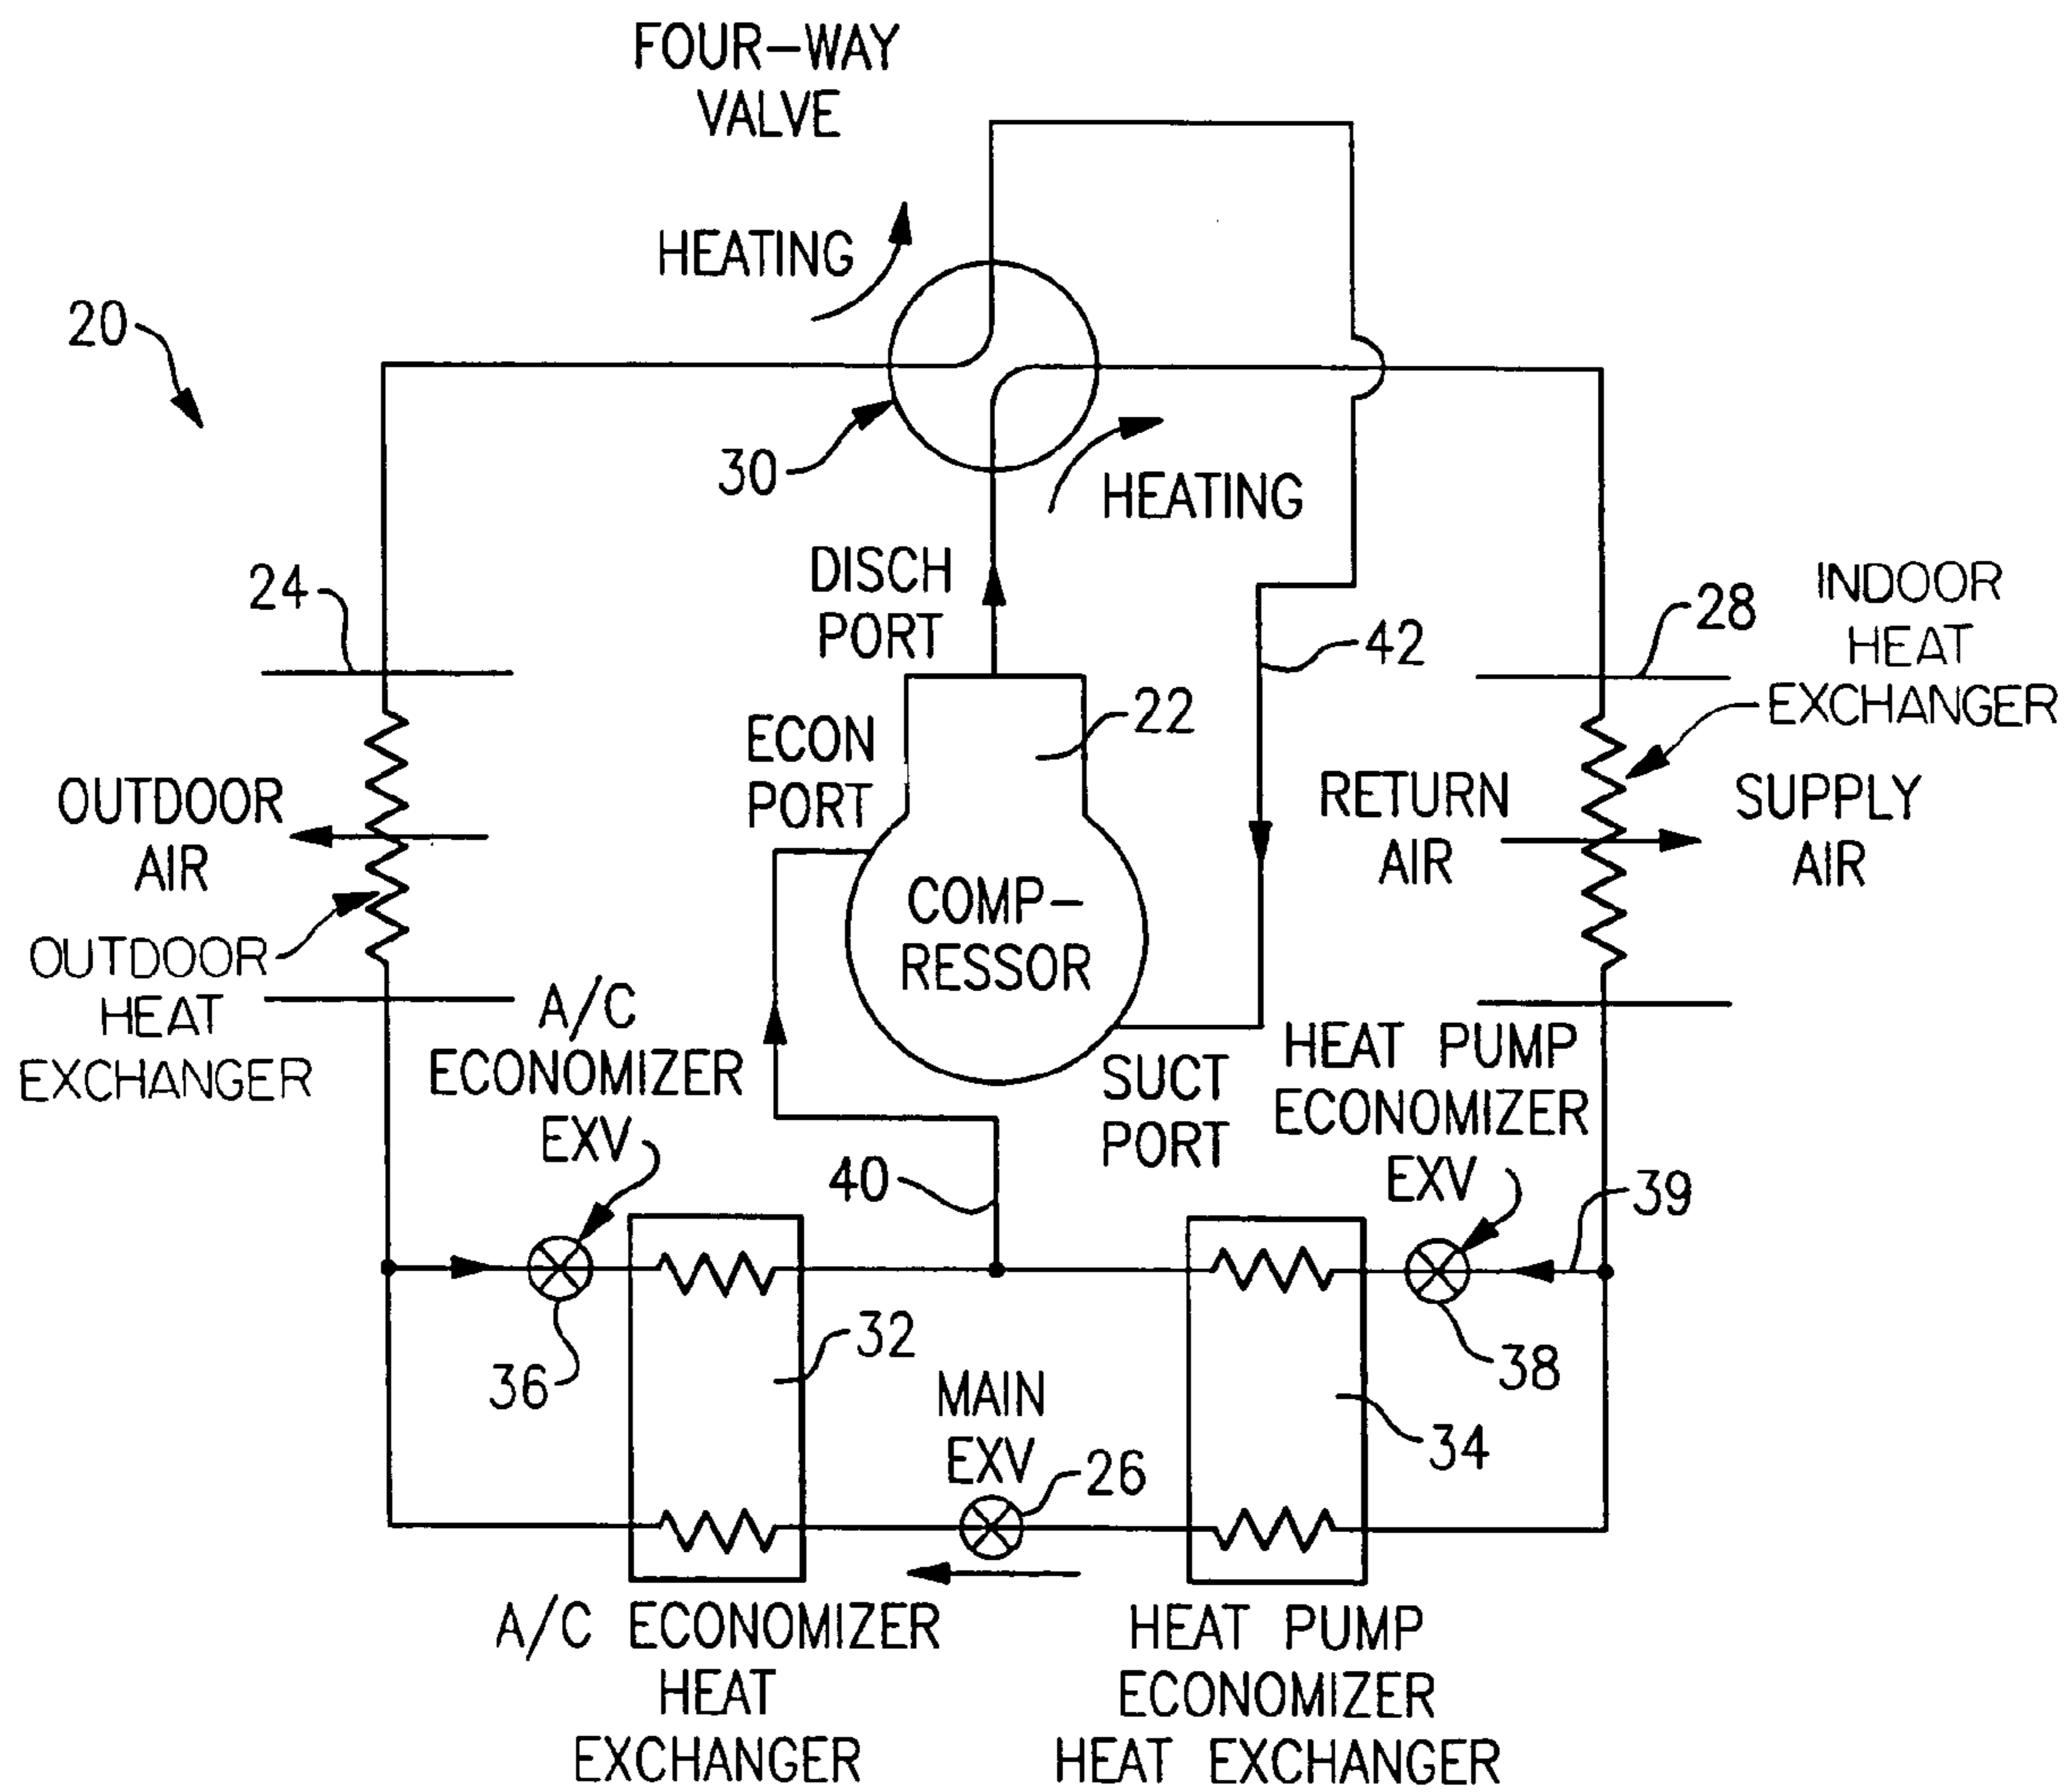 FOUR-WAY
VALVE
HEATING
20
30
HEATING
DISCH
PORT
24
42
28
INDOOR
HEAT
EXCHANGER
22
ECON
PORT
OUTDOOR
AIR
RETURN
AIR
SUPPLY
AIR
COMP-
RESSOR
OUTDOOR
HEAT
EXCHANGER
A/C
ECONOMIZER
EXV
SUCT
PORT
HEAT PUMP
ECONOMIZER
EXV
40
39
36
32
38
34
MAIN
EXV
26
A/C ECONOMIZER
HEAT
EXCHANGER
HEAT PUMP
ECONOMIZER
HEAT EXCHANGER